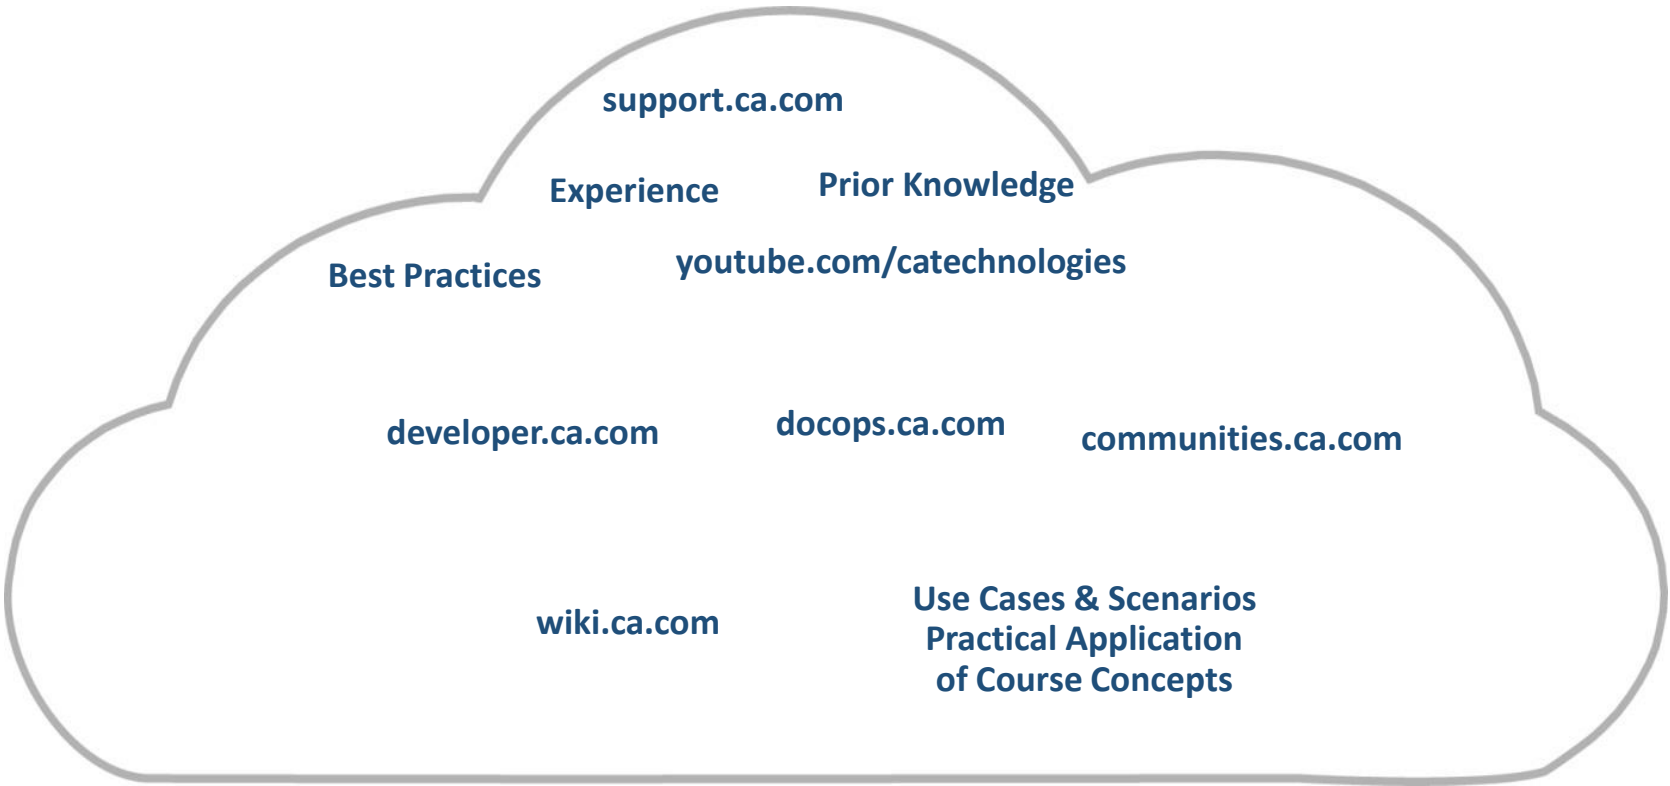 support.ca.com
Experience
Prior Knowledge
Best Practices
youtube.com/catechnologies
developer.ca.com
docops.ca.com
communities.ca.com
wiki.ca.com
Use Cases & Scenarios
Practical Application
of Course Concepts